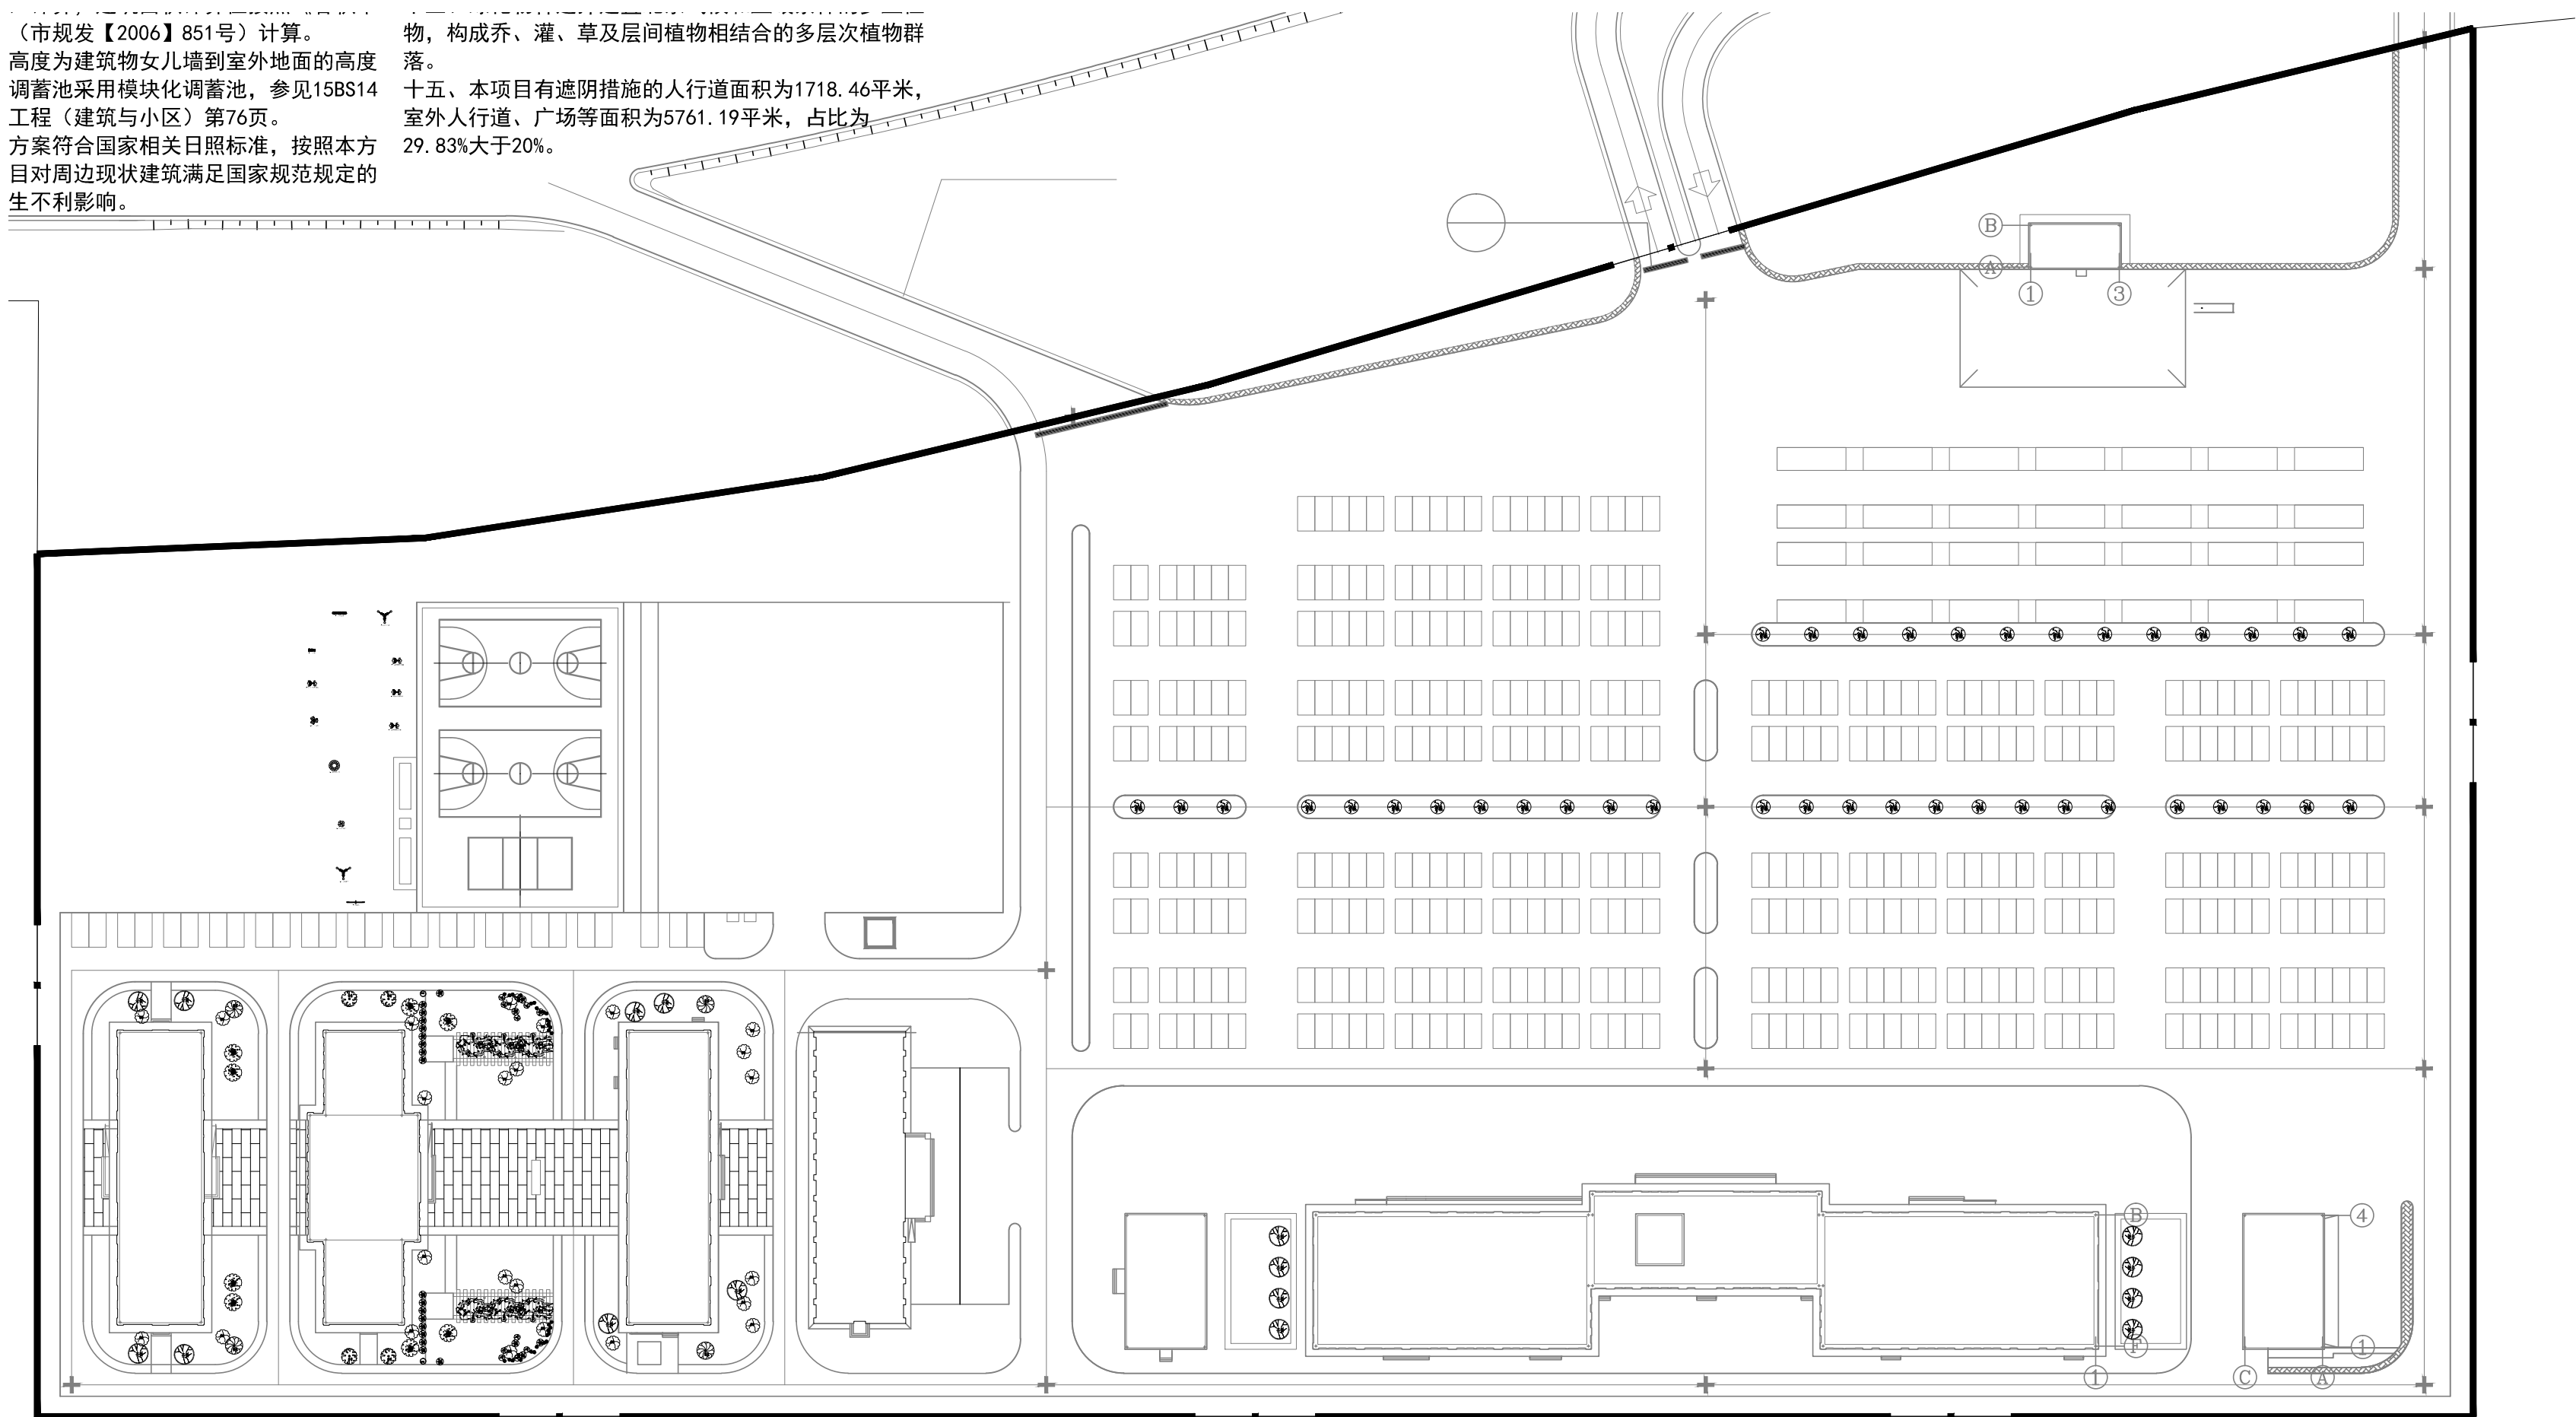 （市规发【2006】851号）计算。
高度为建筑物女儿墙到室外地面的高度
调蓄池采用模块化调蓄池，参见15BS14
工程（建筑与小区）第76页。
方案符合国家相关日照标准，按照本方
目对周边现状建筑满足国家规范规定的
生不利影响。
物，构成乔、灌、草及层间植物相结合的多层次植物群
落。
十五、本项目有遮阴措施的人行道面积为1718.46平米，
室外人行道、广场等面积为5761.19平米，占比为
29.83%大于20%。
B
A
1
3
B
F
1
4
1
C
A